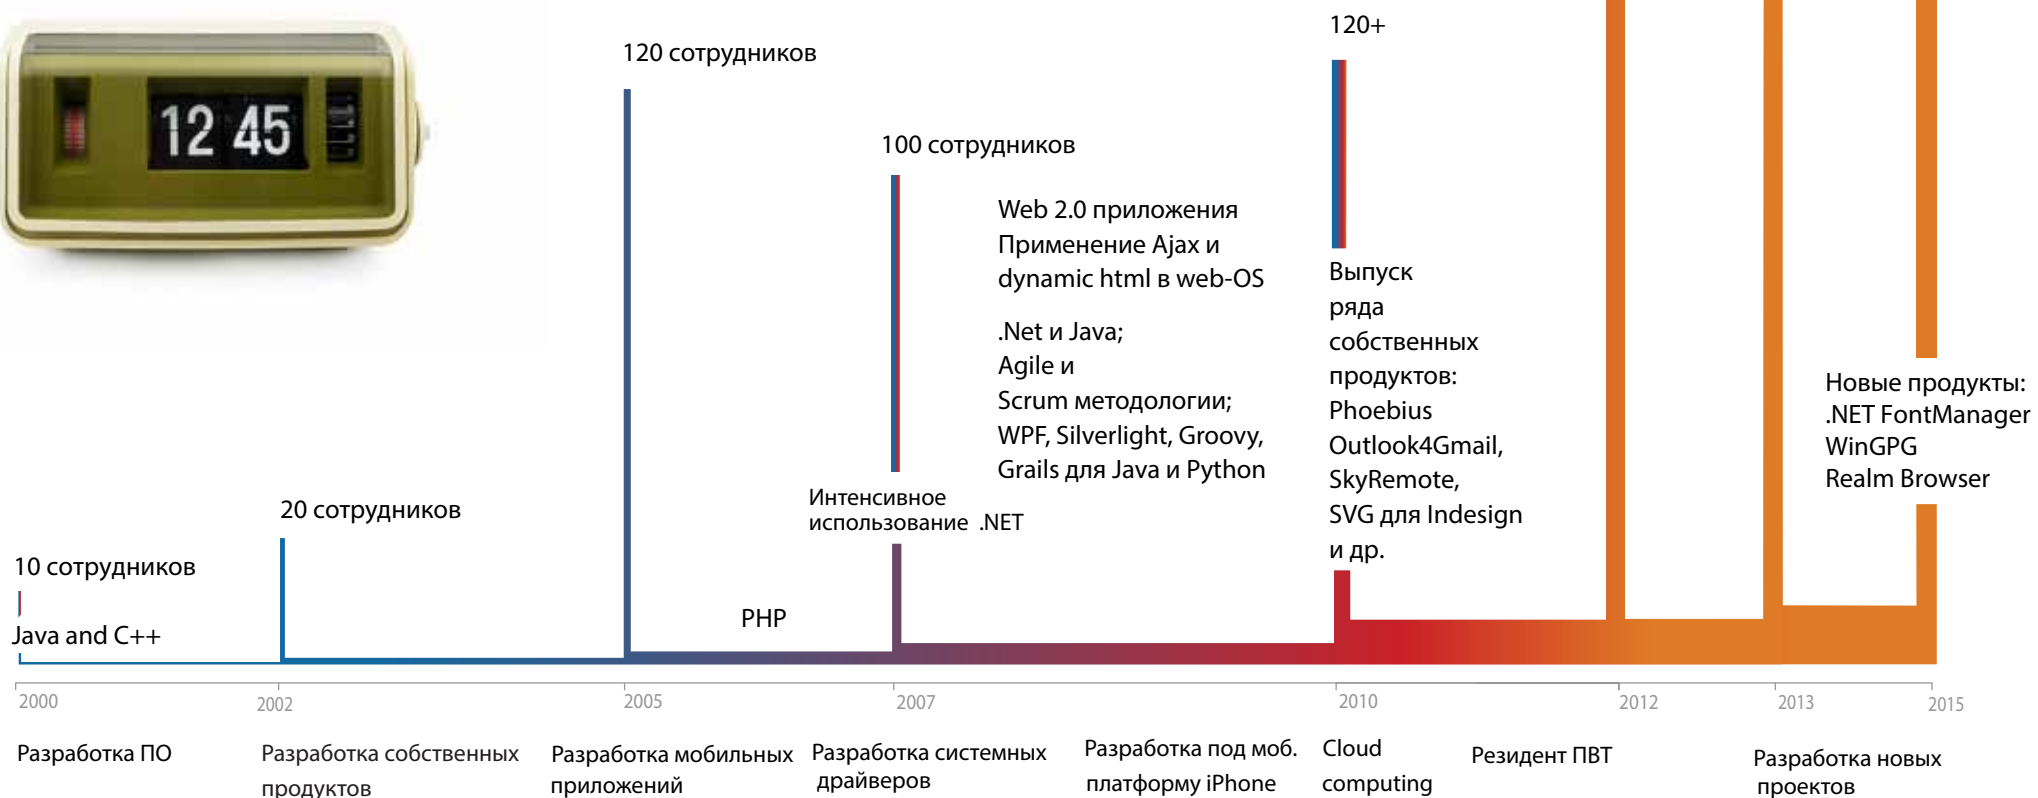 12 45
10 сотрудников
Java and C++
20 сотрудников
120 сотрудников
PHP
100 сотрудников
Интенсивное
использование .NET
Web 2.0 приложения
Применение Ajax и
dynamic html в web-OS
.Net и Java;
Agile и
Scrum методологии;
WPF, Silverlight, Groovy,
Grails для Java и Python
120+
Выпуск
ряда
собственных
продуктов:
Phoebius
Outlook4Gmail,
SkyRemote,
SVG для Indesign
и др.
Новые продукты:
.NET FontManager
WinGPG
Realm Browser
2000
2002
2005
2007
2010
2012
2013
2015
Разработка ПО
Разработка собственных
продуктов
Разработка мобильных
приложений
Разработка системных
драйверов
Разработка под моб.
платформу iPhone
Cloud
computing
Резидент ПВТ
Разработка новых
проектов